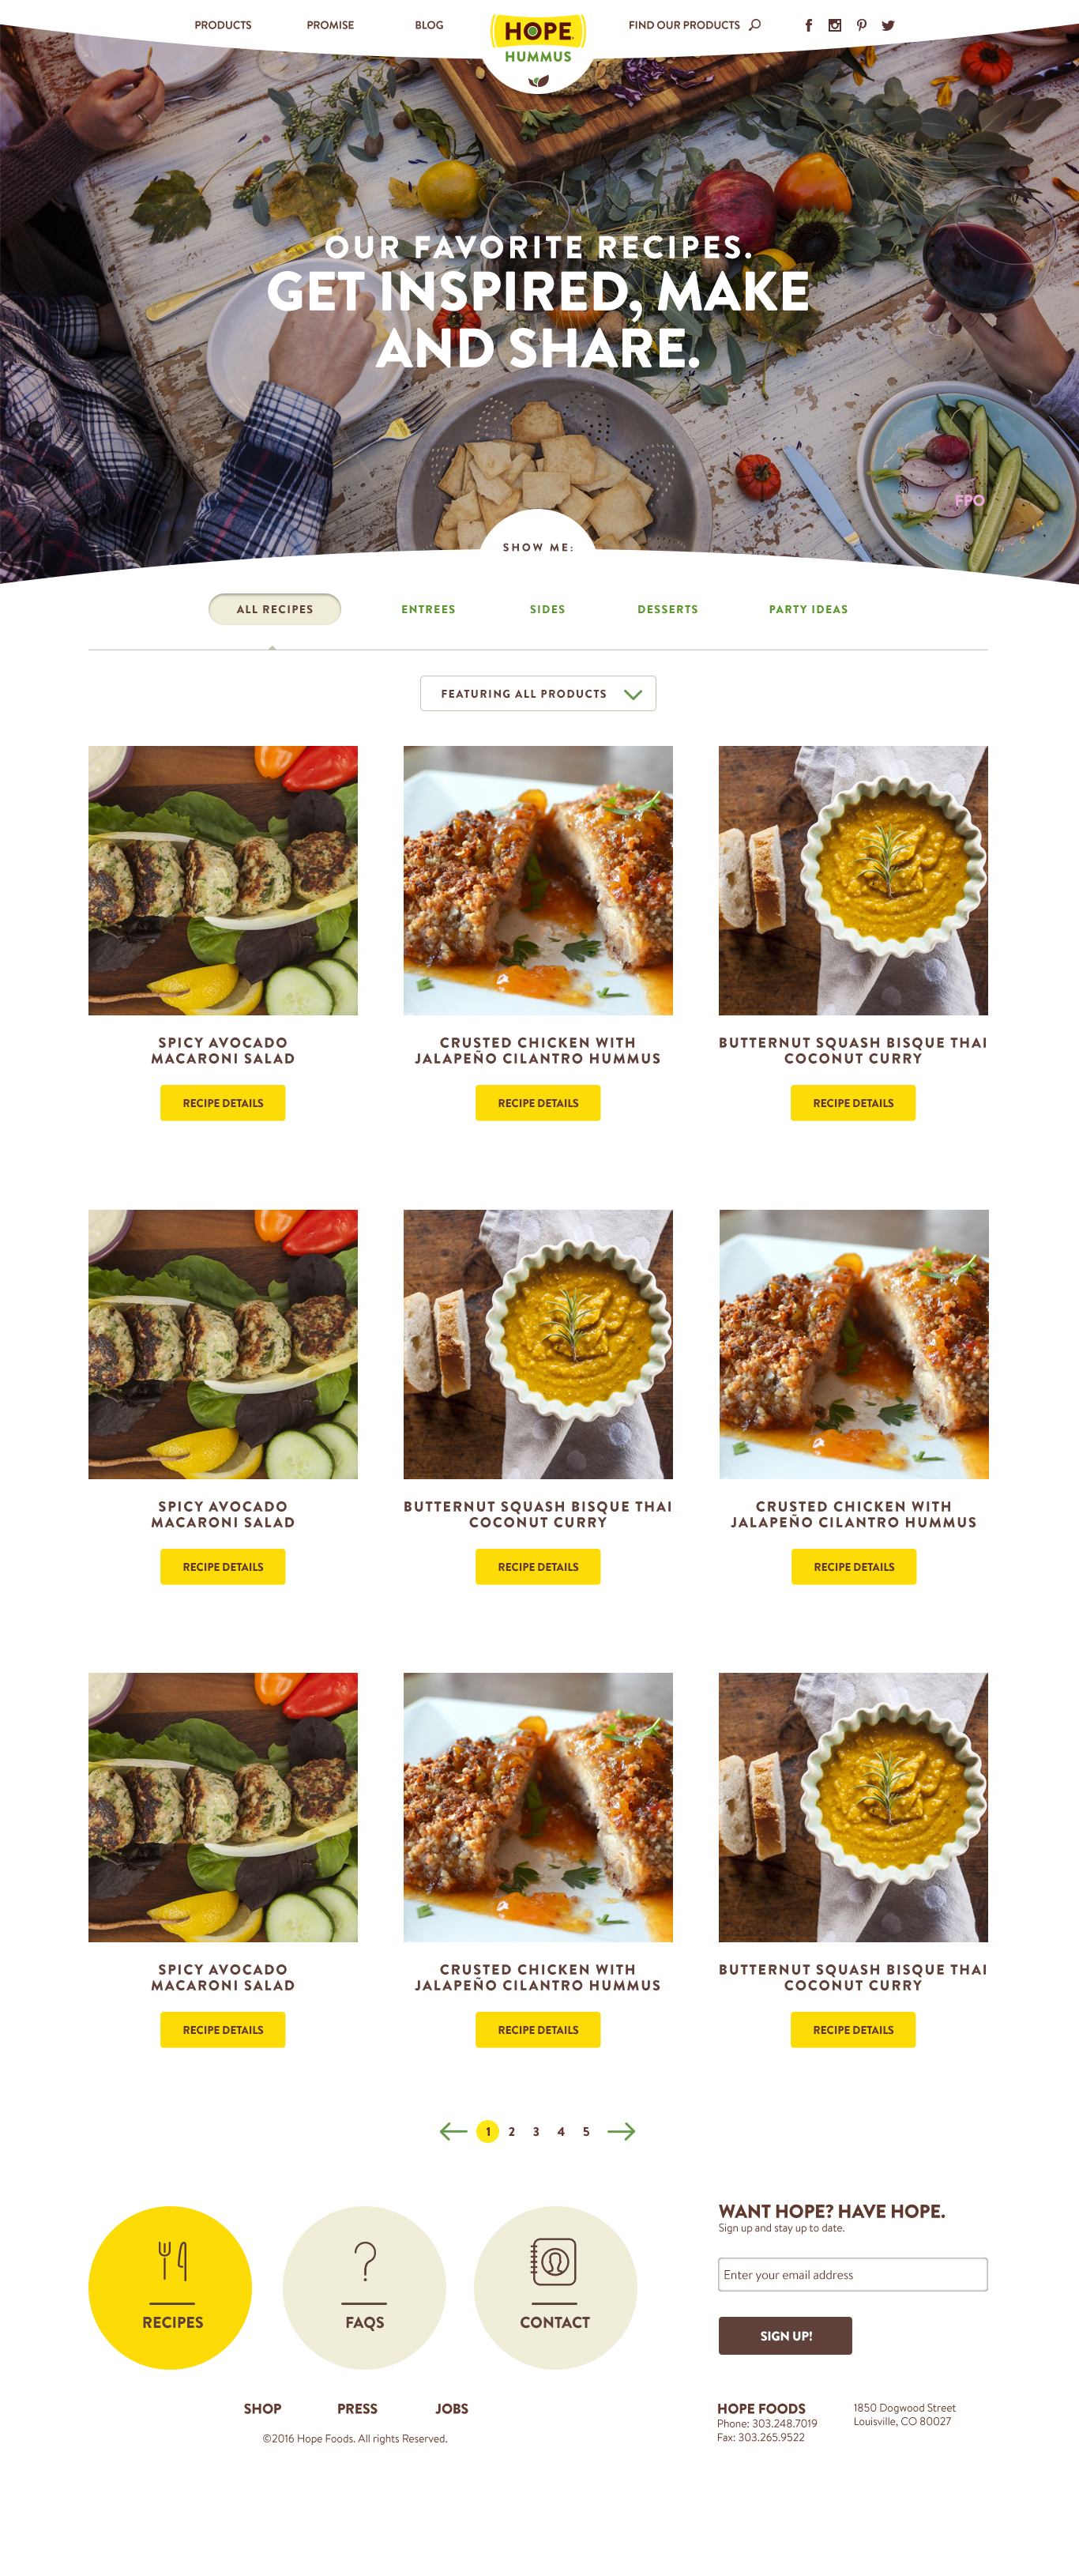 PRODUCTS
PROMISE
BLOG
HOPE
HUMMUS
FIND OUR PRODUCTS
OUR FAVORITE RECIPES.
GET INSPIRED, MAKE
AND SHARE.
FPO
SHOW ME:
ALL RECIPES
ENTREES
SIDES
DESSERTS
PARTY IDEAS
FEATURING ALL PRODUCTS
SPICY AVOCADO
MACARONI SALAD
RECIPE DETAILS
CRUSTED CHICKEN WITH
JALAPEÑO CILANTRO HUMMUS
RECIPE DETAILS
BUTTERNUT SQUASH BISQUE THAI
COCONUT CURRY
RECIPE DETAILS
SPICY AVOCADO
MACARONI SALAD
RECIPE DETAILS
BUTTERNUT SQUASH BISQUE THAI
COCONUT CURRY
RECIPE DETAILS
CRUSTED CHICKEN WITH
JALAPEÑO CILANTRO HUMMUS
RECIPE DETAILS
SPICY AVOCADO
MACARONI SALAD
RECIPE DETAILS
CRUSTED CHICKEN WITH
JALAPEÑO CILANTRO HUMMUS
RECIPE DETAILS
BUTTERNUT SQUASH BISQUE THAI
COCONUT CURRY
RECIPE DETAILS
1 2 3 4 5
RECIPES
FAQS
CONTACT
WANT HOPE? HAVE HOPE.
Sign up and stay up to date.
Enter your email address
SIGN UP!
SHOP
PRESS
JOBS
©2016 Hope Foods. All rights Reserved.
HOPE FOODS
Phone: 303.248.7019
Fax: 303.265.9522
1850 Dogwood Street
Louisville, CO 80027